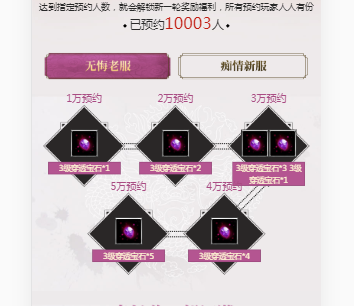 达到指定预约人数，就会解锁新一轮奖励福利，所有预约玩家人人有份
已预约10003人
无悔老服
痴情新服
1万预约
2万预约
3万预约
3级穿透宝石*1
3级穿透宝石*2
3级穿透宝石*3 3级
穿透宝石*1
5万预约
4万预约
3级穿透宝石*5
3级穿透宝石*4